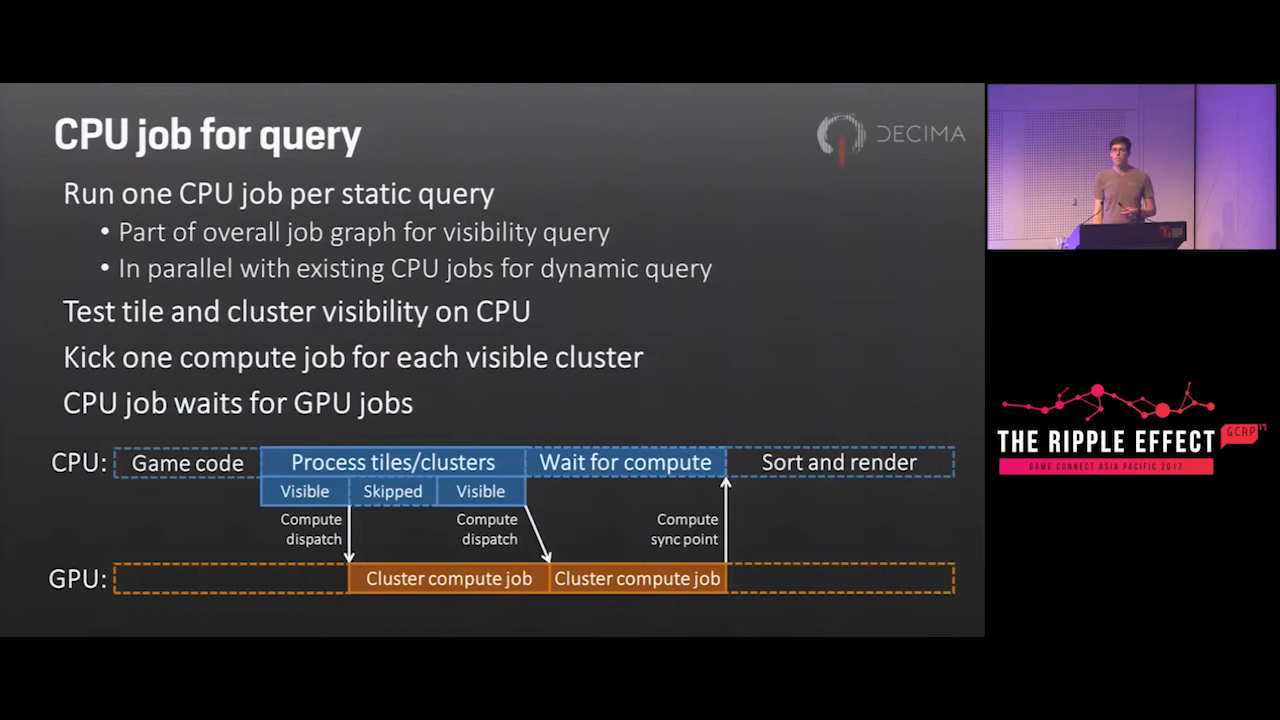 CPU job for query
DECIMA
Run one CPU job per static query
• Part of overall job graph for visibility query
• In parallel with existing CPU jobs for dynamic query
Test tile and cluster visibility on CPU
Kick one compute job for each visible cluster
CPU job waits for GPU jobs
CPU: Game code Process tiles/clusters Wait for compute Sort and render
Visible Skipped Visible
Compute dispatch
Compute dispatch
Compute sync point
GPU: Cluster compute job Cluster compute job
THE RIPPLE EFFECT
GCAP 17
GAME CONNECT ASIA PACIFIC 2017